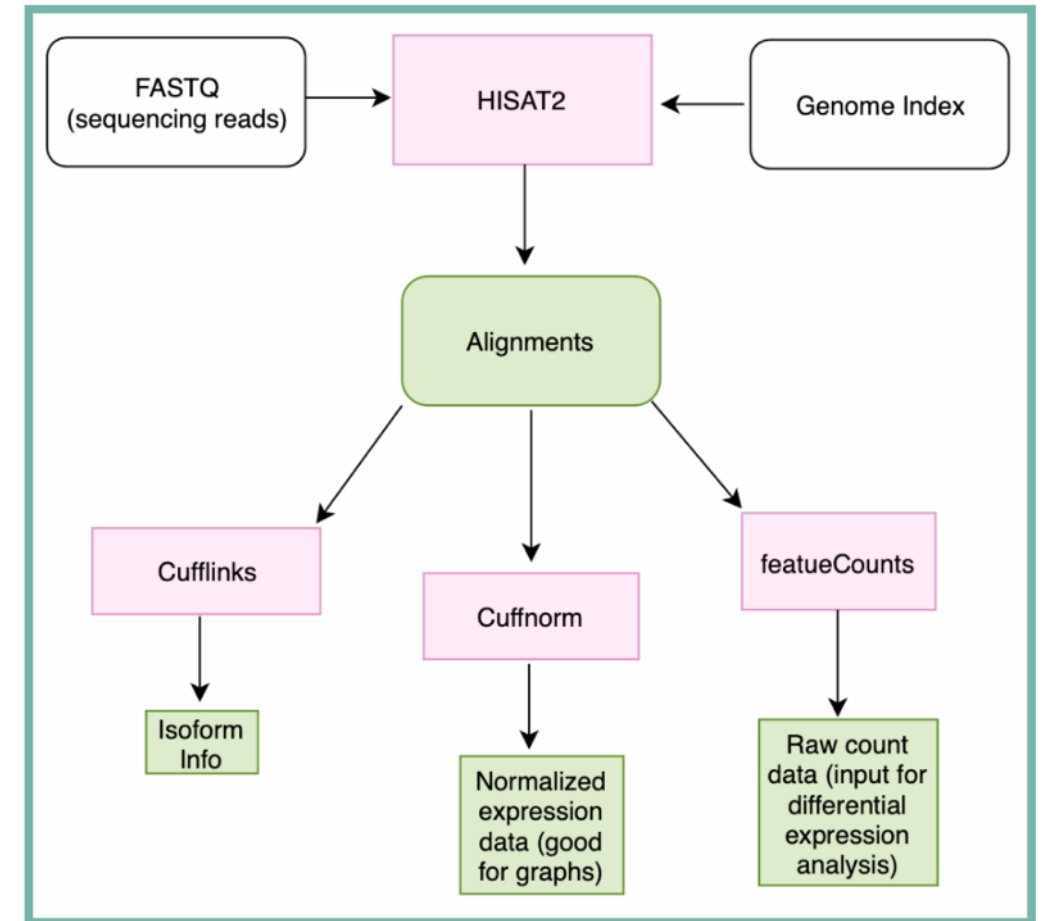 FASTQ
(sequencing reads)
HISAT2
Genome Index
Alignments
Cufflinks
Cuffnorm
featueCounts
Isoform
Info
Normalized
expression
data (good
for graphs)
Raw count
data (input for
differential
expression
analysis)